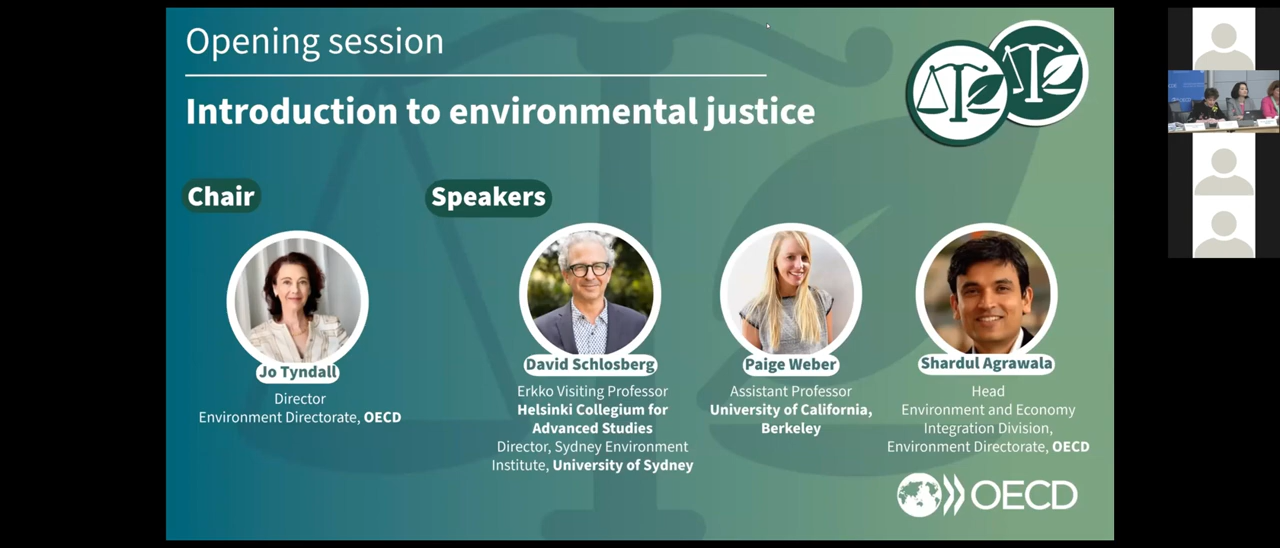 Opening session
Introduction to environmental justice
Chair
Speakers
Jo Tyndall
Director
Environment Directorate, OECD
David Schlosberg
Erkko Visiting Professor
Helsinki Collegium for
Advanced Studies
Director, Sydney Environment
Institute, University of Sydney
Paige Weber
Assistant Professor
University of California,
Berkeley
Shardul Agrawala
Head
Environment and Economy
Integration Division,
Environment Directorate, OECD
OECD